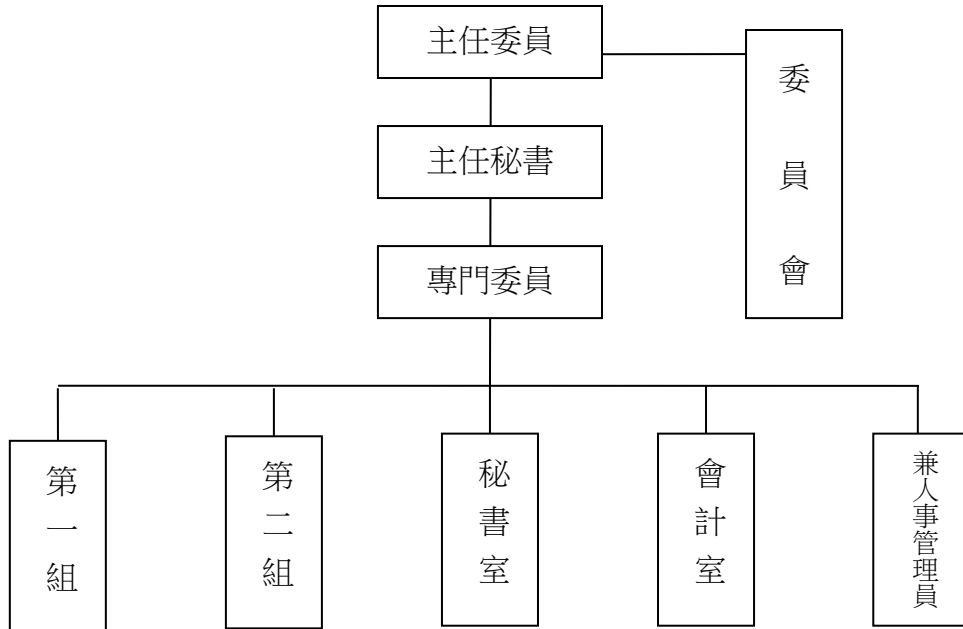 主任委員
委員會
主任秘書
專門委員
第一組
第二組
秘書室
會計室
兼人事管理員